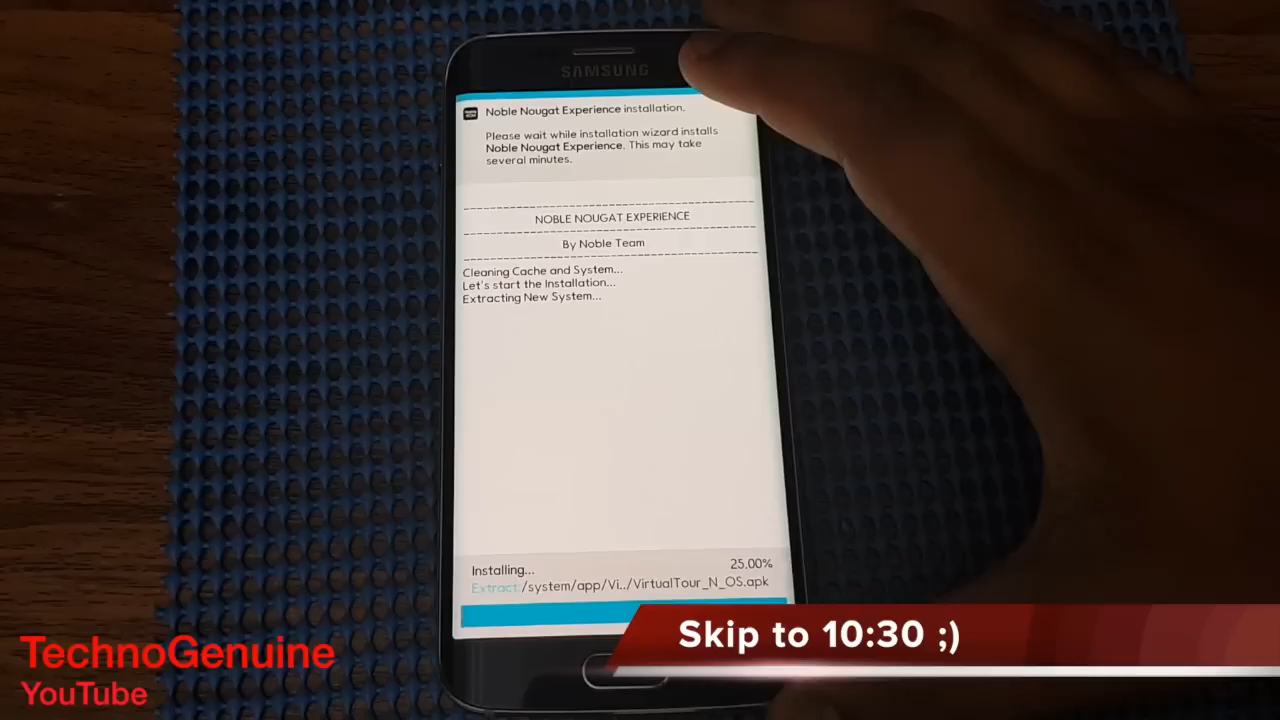 SAMSUNG
Noble Nougat Experience installation.
Please wait while installation wizard installs
Noble Nougat Experience. This may take
several minutes.
NOBLE NOUGAT EXPERIENCE
By Noble Team
Cleaning Cache and System...
Let's start the Installation...
Extracting New System...
Installing... 25.00%
Extract:/system/app/Vi../VirtualTour_N_OS.apk
Skip to 10:30 ;)
TechnoGenuine
YouTube